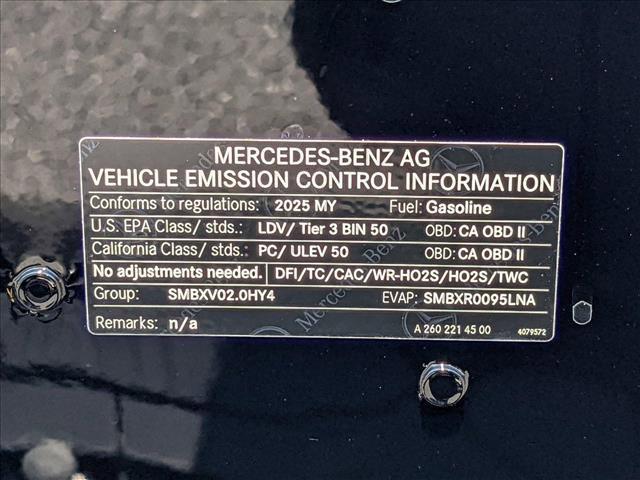 MERCEDES-BENZ AG
VEHICLE EMISSION CONTROL INFORMATION
Conforms to regulations: 2025 MY Fuel: Gasoline
U.S. EPA Class/ stds.: LDV/ Tier 3 BIN 50 OBD: CA OBD II
California Class/ stds.: PC/ ULEV 50 OBD: CA OBD II
No adjustments needed. DFI/TC/CAC/WR-HO2S/HO2S/TWC
Group: SMBXV02.0HY4 EVAP: SMBXR0095LNA
Remarks: n/a A 260 221 45 00 4079572
Mercedes-Benz